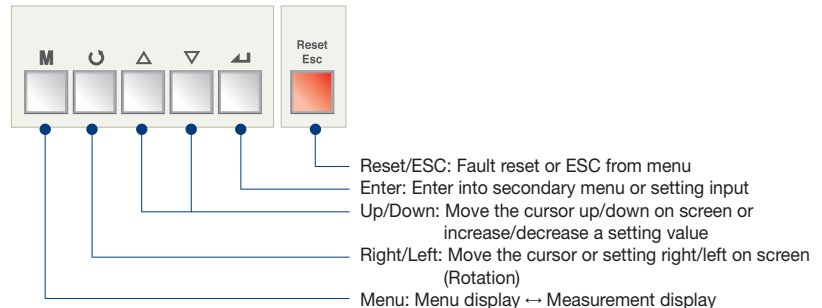 M
Reset
Esc
Reset/ESC: Fault reset or ESC from menu
Enter: Enter into secondary menu or setting input
Up/Down: Move the cursor up/down on screen or
increase/decrease a setting value
Right/Left: Move the cursor or setting right/left on screen
(Rotation)
Menu: Menu display ↔ Measurement display